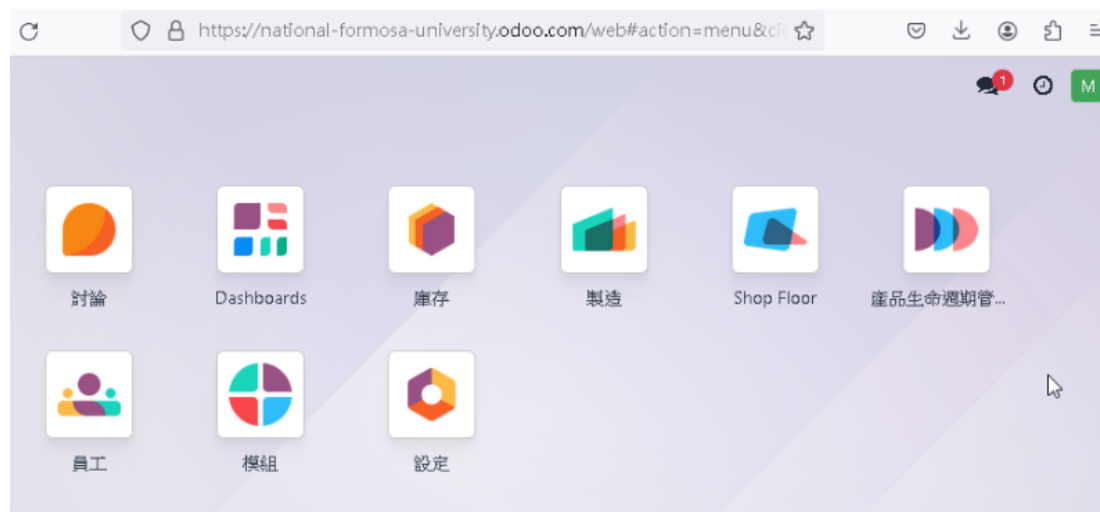 https://national-formosa-university.odoo.com/web#action=menu&ci
1
M
討論
Dashboards
庫存
製造
Shop Floor
產品生命週期管...
員工
模組
設定